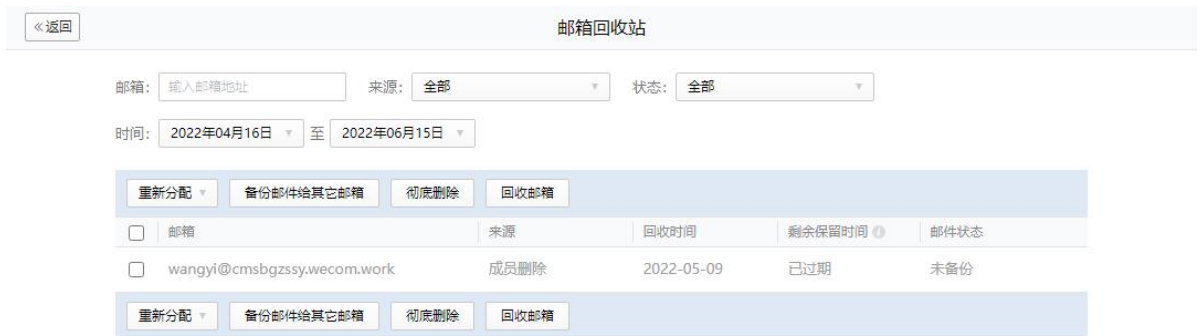 ≪返回 邮箱回收站
邮箱: 输入邮箱地址 来源: 全部 状态: 全部
时间: 2022年04月16日 至 2022年06月15日
重新分配 备份邮件给其它邮箱 彻底删除 回收邮箱
邮箱 来源 回收时间 剩余保留时间 邮件状态
wangyi@cmsbgzssy.wecom.work 成员删除 2022-05-09 已过期 未备份
重新分配 备份邮件给其它邮箱 彻底删除 回收邮箱